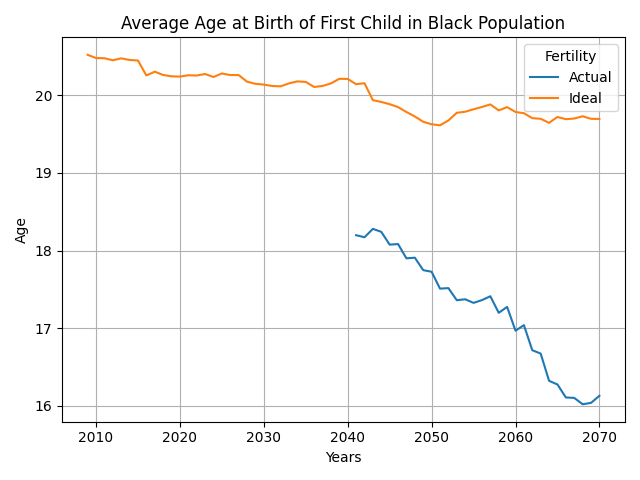 Average Age at Birth of First Child in Black Population
Fertility
Actual
Ideal
Age
20
19
18
17
16
2010 2020 2030 2040 2050 2060 2070
Years